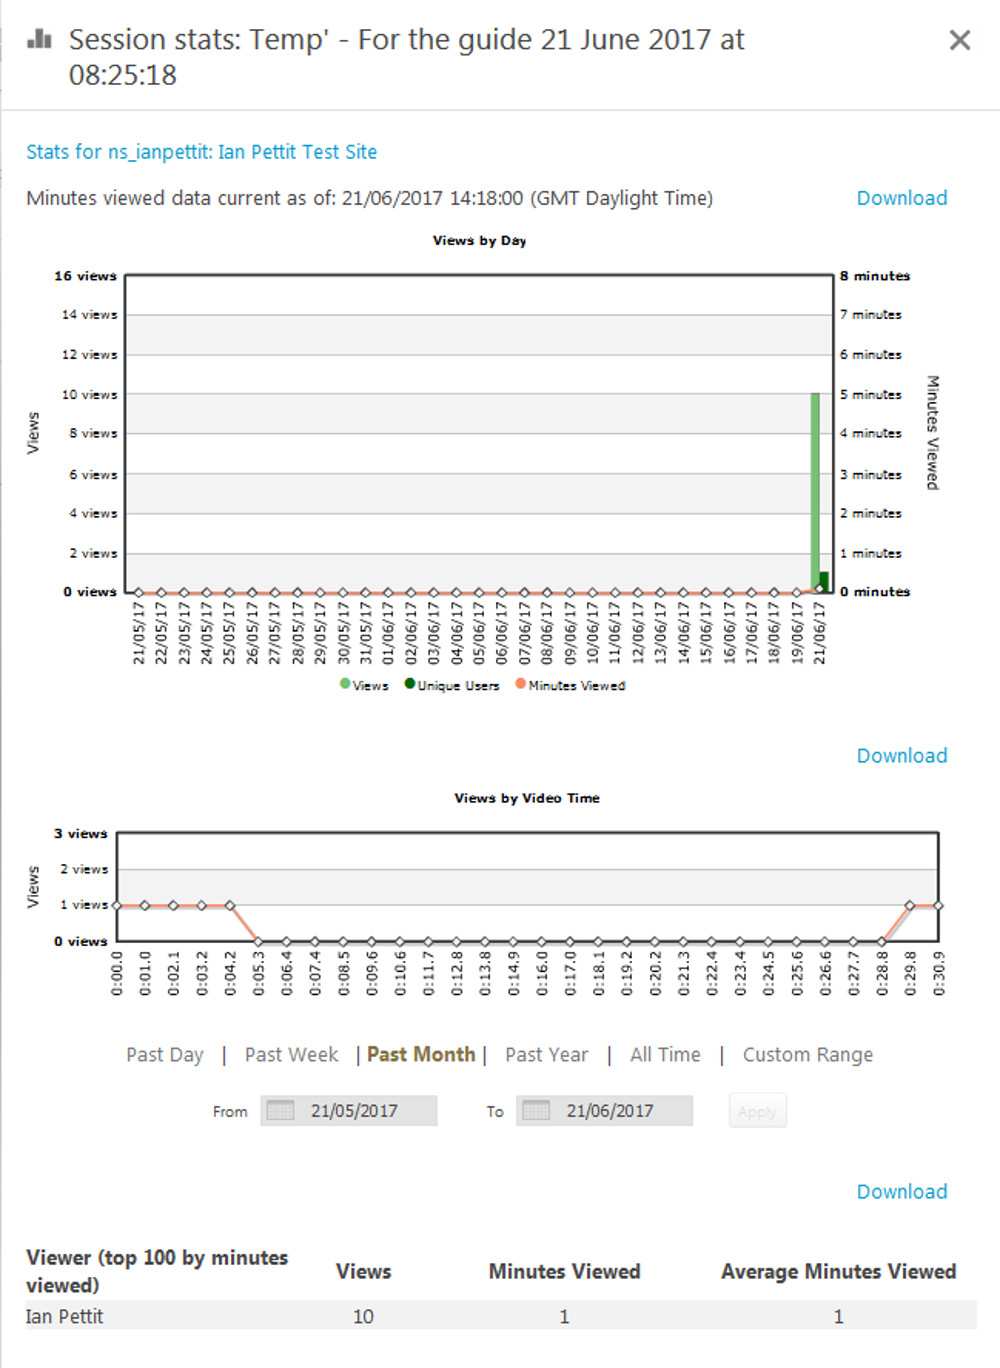 Session stats: Temp' - For the guide 21 June 2017 at
08:25:18
Stats for ns_ianpettit: Ian Pettit Test Site
Minutes viewed data current as of: 21/06/2017 14:18:00 (GMT Daylight Time)
Download
Views by Day
16 views
14 views
12 views
10 views
8 views
6 views
4 views
2 views
0 views
Views
8 minutes
7 minutes
6 minutes
5 minutes
4 minutes
3 minutes
2 minutes
1 minutes
0 minutes
Minutes Viewed
21/05/17
22/05/17
23/05/17
24/05/17
25/05/17
26/05/17
27/05/17
28/05/17
29/05/17
30/05/17
31/05/17
01/06/17
02/06/17
03/06/17
04/06/17
05/06/17
06/06/17
07/06/17
08/06/17
09/06/17
10/06/17
11/06/17
12/06/17
13/06/17
14/06/17
15/06/17
16/06/17
17/06/17
18/06/17
19/06/17
21/06/17
Views Unique Users Minutes Viewed
Download
Views by Video Time
3 views
2 views
1 views
0 views
Views
0:00.0
0:01.0
0:02.1
0:03.2
0:04.2
0:05.3
0:06.4
0:07.4
0:08.5
0:09.6
0:10.6
0:11.7
0:12.8
0:13.8
0:14.9
0:16.0
0:17.0
0:18.1
0:19.2
0:20.2
0:21.3
0:22.4
0:23.4
0:24.5
0:25.6
0:26.6
0:27.7
0:28.8
0:29.8
0:30.9
Past Day | Past Week | Past Month | Past Year | All Time | Custom Range
From 21/05/2017 To 21/06/2017 Apply
Download
Viewer (top 100 by minutes
viewed) Views Minutes Viewed Average Minutes Viewed
Ian Pettit 10 1 1